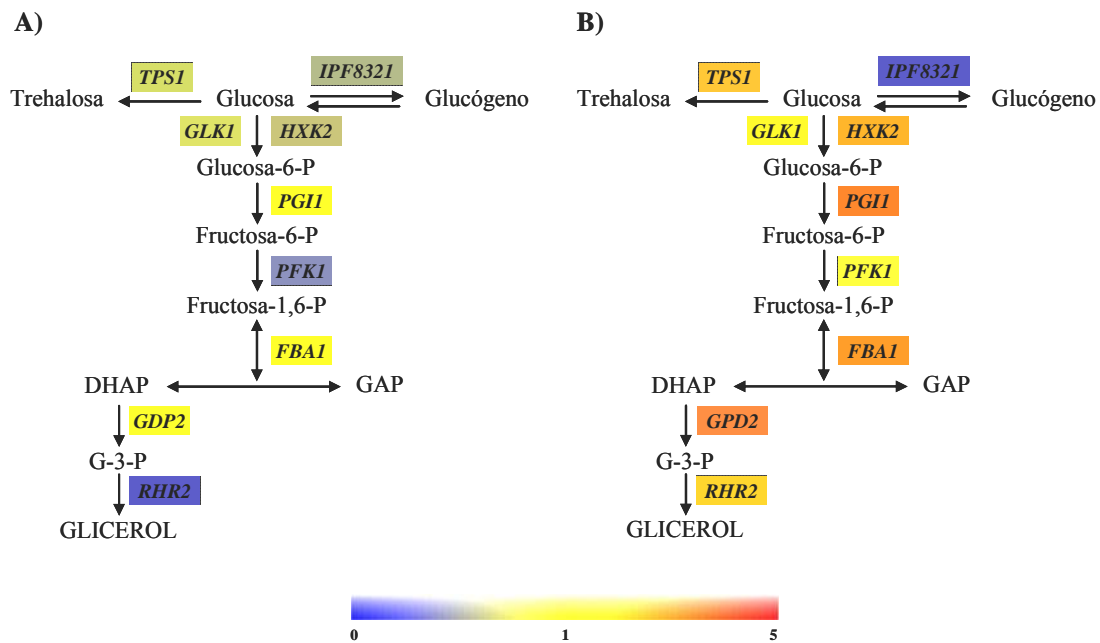 A)
TPS1
IPF8321
Trehalosa
Glucosa
Glucógeno
GLK1
HXK2
Glucosa-6-P
PGI1
Fructosa-6-P
PFK1
Fructosa-1,6-P
FBA1
DHAP
GAP
GDP2
G-3-P
RHR2
GLICEROL
B)
TPS1
IPF8321
Trehalosa
Glucosa
Glucógeno
GLK1
HXK2
Glucosa-6-P
PGI1
Fructosa-6-P
PFK1
Fructosa-1,6-P
FBA1
DHAP
GAP
GPD2
G-3-P
RHR2
GLICEROL
0 1 5